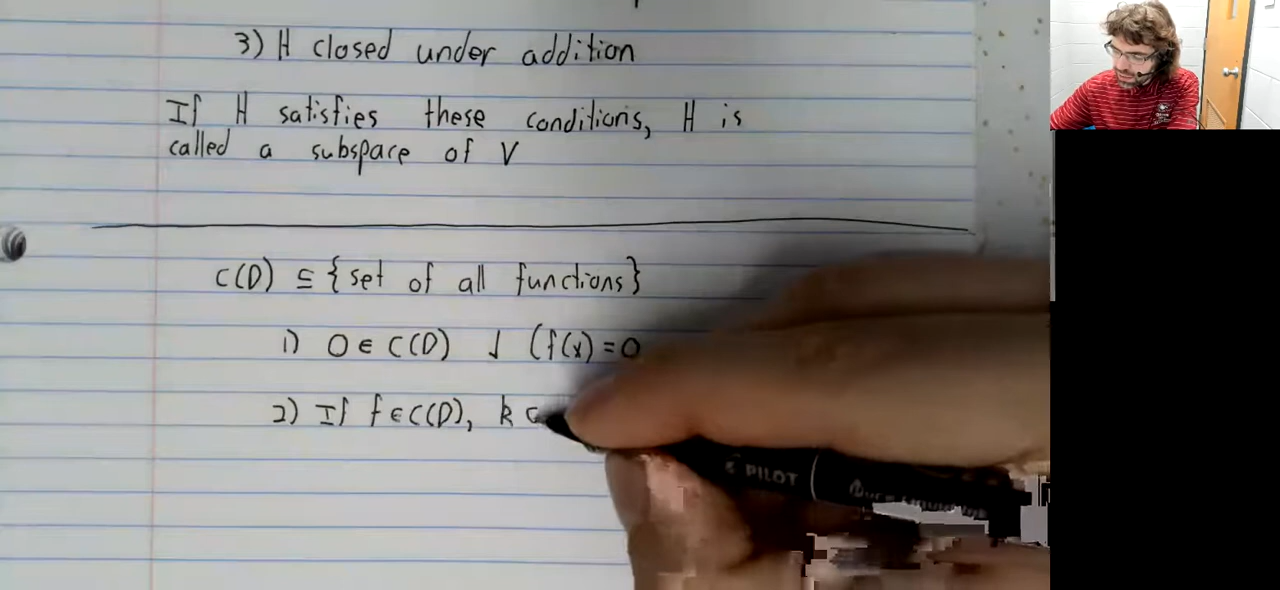 3) H closed under addition
If H satisfies these conditions, H is
called a subspace of V
C(D) ⊆ {set of all functions}
1) 0 ∈ C(D) ✓ (f(x) = 0
2) If f ∈ C(D), k
PILOT